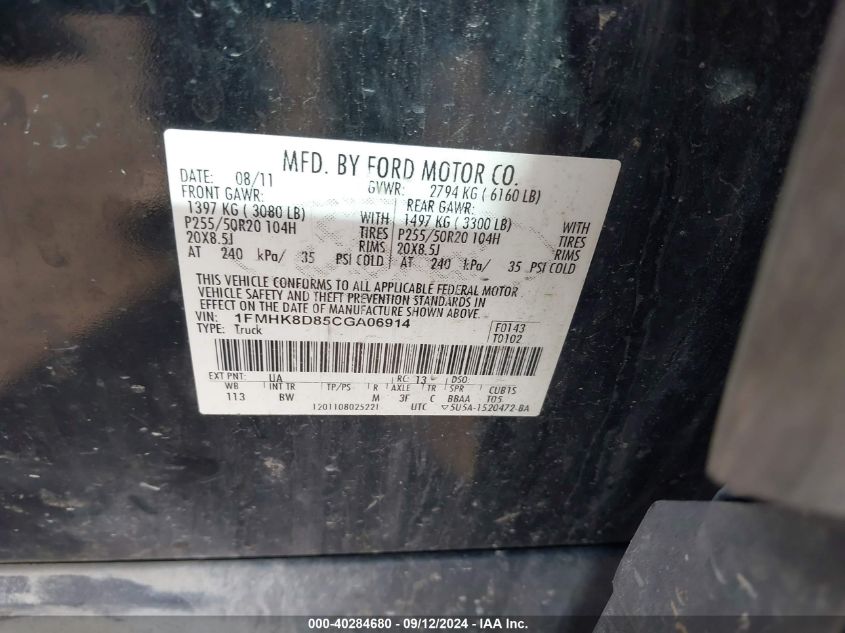 MFD. BY FORD MOTOR CO.
DATE: 08/11 GVWR: 2794 KG ( 6160 LB)
FRONT GAWR: REAR GAWR:
1397 KG ( 3080 LB) WITH 1497 KG ( 3300 LB) WITH
P255/50R20 104H TIRES P255/50R20 104H TIRES
20X8.5J RIMS 20X8.5J RIMS
AT 240 kPa/ 35 PSI COLD AT 240 kPa/ 35 PSI COLD
THIS VEHICLE CONFORMS TO ALL APPLICABLE FEDERAL MOTOR
VEHICLE SAFETY AND THEFT PREVENTION STANDARDS IN
EFFECT ON THE DATE OF MANUFACTURE SHOWN ABOVE.
VIN: 1FMHK8D85CGA06914 F0143
TYPE: Truck T0102
EXT PNT: UA RC: 13 DSO:
WB INT TR TP/PS R AXLE TR SPR CUBTS
113 BW M 3F C BBAA T05
1201108025221 UTC ▽5U5A-1520472-BA
000-40284680 - 09/12/2024 - IAA Inc.